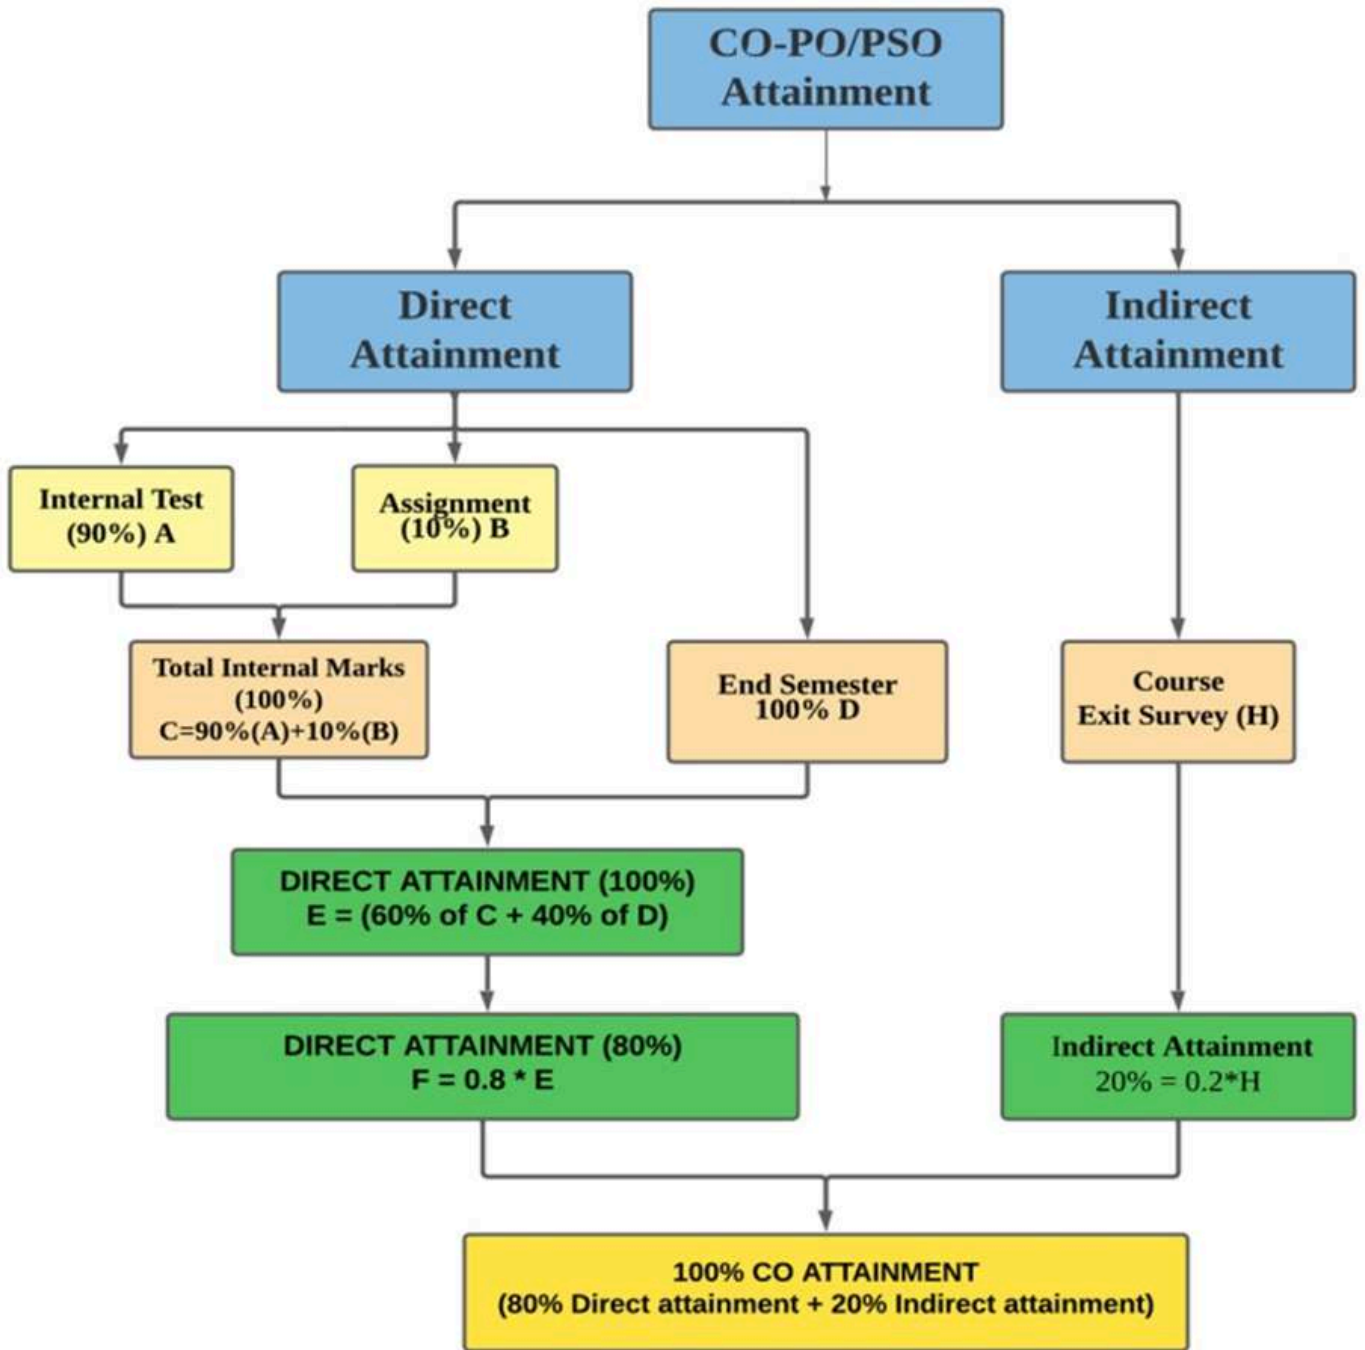 CO-PO/PSO
Attainment
Direct
Attainment
Indirect
Attainment
Internal Test
(90%) A
Assignment
(10%) B
Total Internal Marks
(100%)
C=90%(A)+10%(B)
End Semester
100% D
Course
Exit Survey (H)
DIRECT ATTAINMENT (100%)
E = (60% of C + 40% of D)
DIRECT ATTAINMENT (80%)
F = 0.8 * E
Indirect Attainment
20% = 0.2*H
100% CO ATTAINMENT
(80% Direct attainment + 20% Indirect attainment)